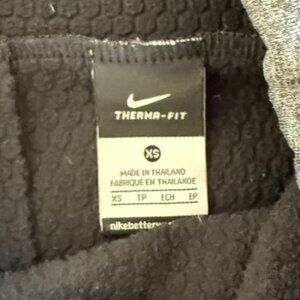 THERMA-FIT
XS
MADE IN THAILAND
FABRIQUE EN THAILANDE
XS TP ECH EP